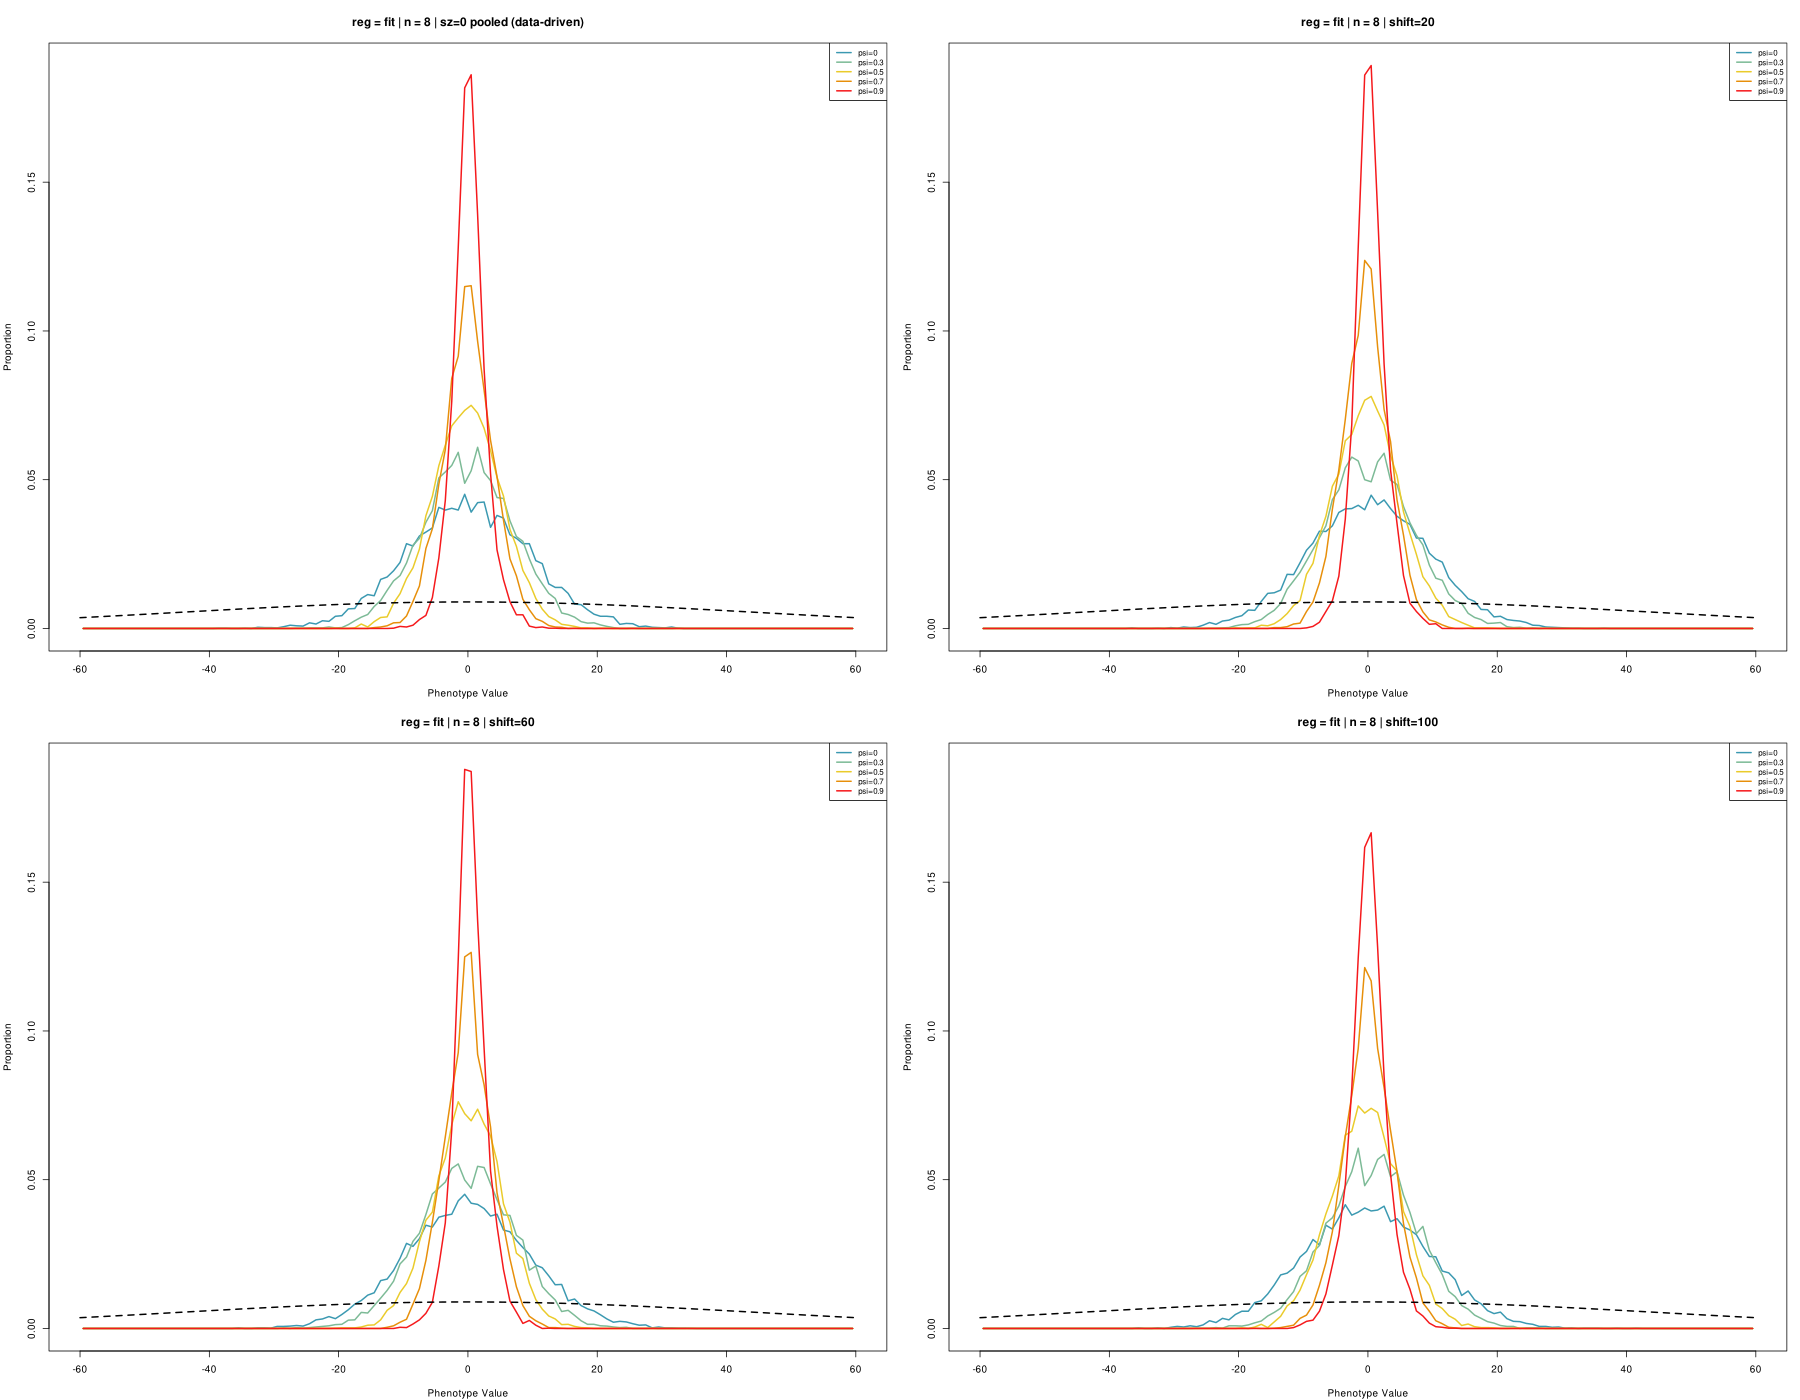 reg = fit | n = 8 | sz=0 pooled (data-driven)
psi=0
psi=0.3
psi=0.5
psi=0.7
psi=0.9
Proportion
0.15
0.10
0.05
0.00
-60 -40 -20 0 20 40 60
Phenotype Value
reg = fit | n = 8 | shift=20
psi=0
psi=0.3
psi=0.5
psi=0.7
psi=0.9
Proportion
0.15
0.10
0.05
0.00
-60 -40 -20 0 20 40 60
Phenotype Value
reg = fit | n = 8 | shift=60
psi=0
psi=0.3
psi=0.5
psi=0.7
psi=0.9
Proportion
0.15
0.10
0.05
0.00
-60 -40 -20 0 20 40 60
Phenotype Value
reg = fit | n = 8 | shift=100
psi=0
psi=0.3
psi=0.5
psi=0.7
psi=0.9
Proportion
0.15
0.10
0.05
0.00
-60 -40 -20 0 20 40 60
Phenotype Value